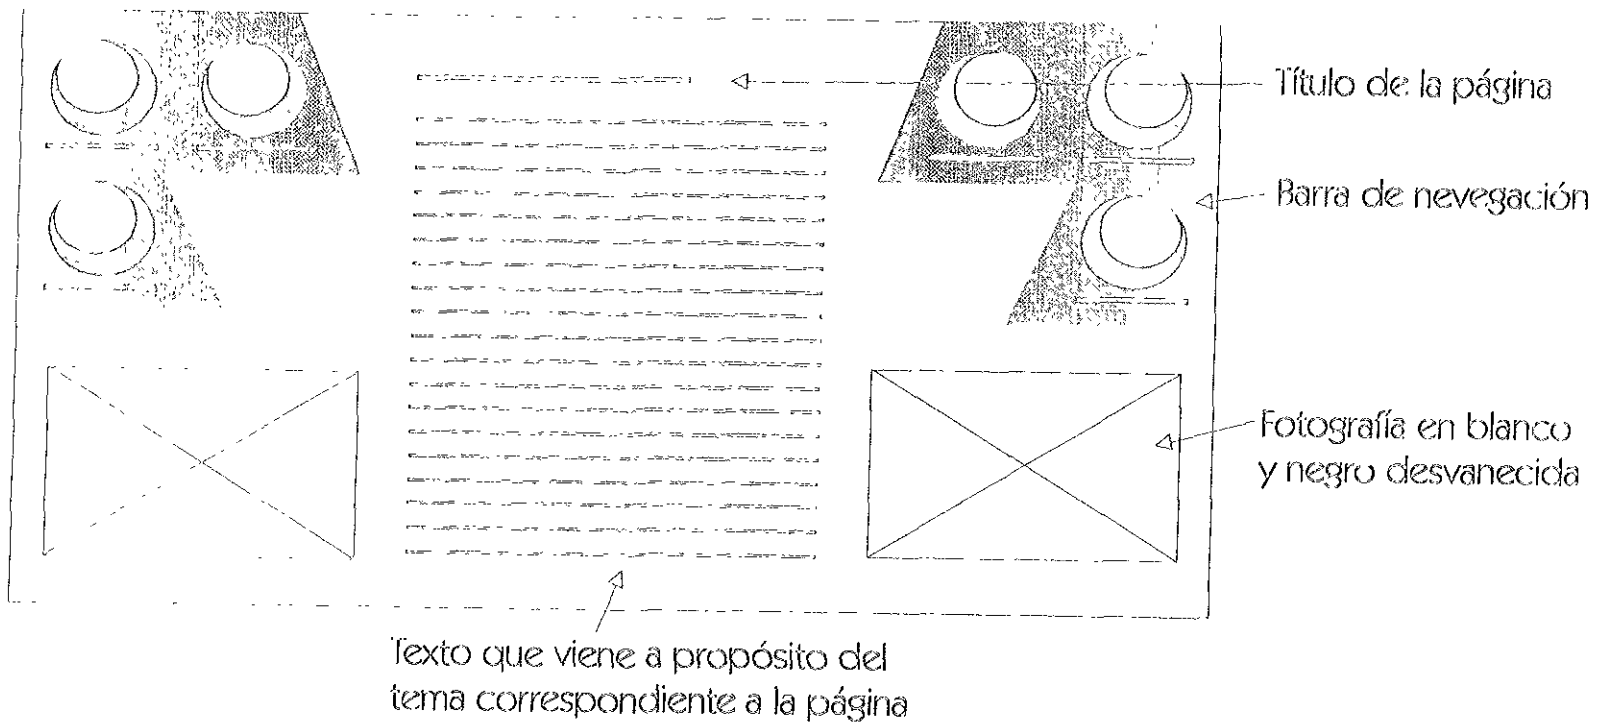 Título de la página
Barra de nevegación
Fotografía en blanco
y negro desvanecida
Texto que viene a propósito del
tema correspondiente a la página